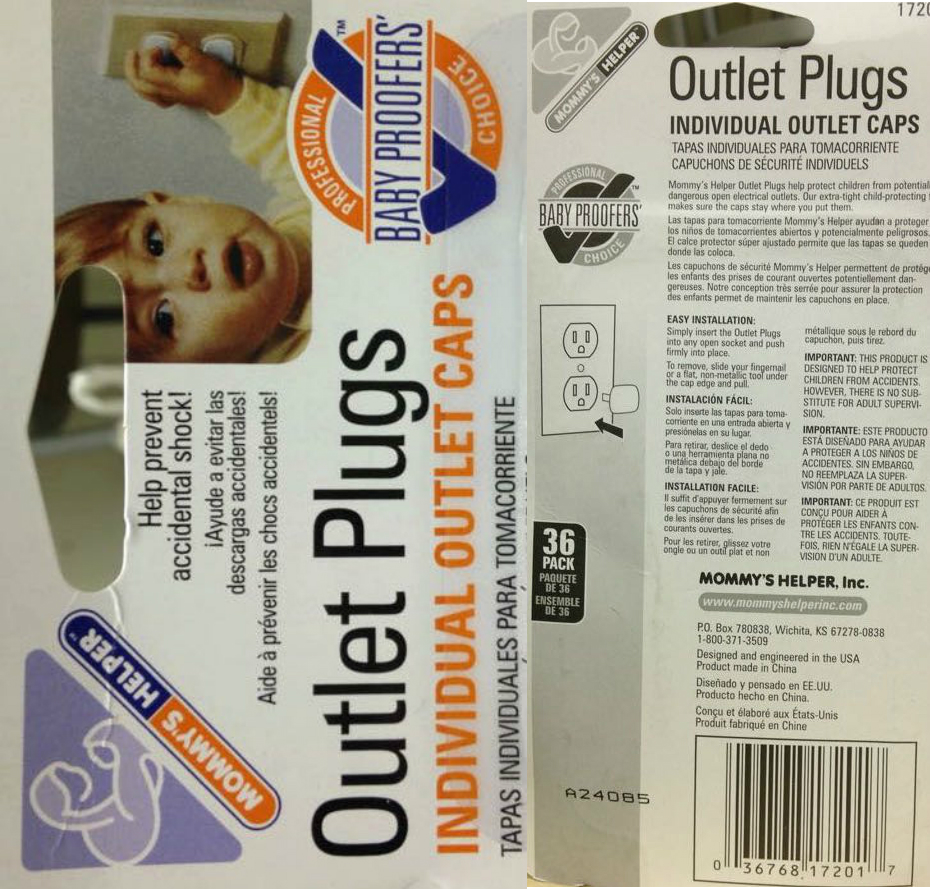 Help prevent
accidental shock!
¡Ayude a evitar las
descargas accidentales!
Aide à prévenir les chocs accidentels!
PROFESSIONAL
BABY PROOFERS'
CHOICE
TM
MOMMY'S HELPER™
Outlet Plugs
INDIVIDUAL OUTLET CAPS
TAPAS INDIVIDUALES PARA TOMACORRIENTE
MOMMY'S HELPER™
PROFESSIONAL
BABY PROOFERS'
CHOICE
TM
Outlet Plugs
INDIVIDUAL OUTLET CAPS
TAPAS INDIVIDUALES PARA TOMACORRIENTE
CAPUCHONS DE SÉCURITÉ INDIVIDUELS
Mommy's Helper Outlet Plugs help protect children from potential
dangerous open electrical outlets. Our extra-tight child-protecting
makes sure the caps stay where you put them.
Las tapas para tomacorriente Mommy's Helper ayudan a proteger
los niños de tomacorrientes abiertos y potencialmente peligrosos.
El calce protector súper ajustado permite que las tapas se queden
donde las coloca.
Les capuchons de sécurité Mommy's Helper permettent de protég
les enfants des prises de courant ouvertes potentiellement dan-
gereuses. Notre conception très serrée pour assurer la protection
des enfants permet de maintenir les capuchons en place.
EASY INSTALLATION:
Simply insert the Outlet Plugs
into any open socket and push
firmly into place.
To remove, slide your fingernail
or a flat, non-metallic tool under
the cap edge and pull.
INSTALACIÓN FÁCIL:
Solo inserte las tapas para toma-
corriente en una entrada abierta y
presiónelas en su lugar.
Para retirar, deslice el dedo
o una herramienta plana no
metálica debajo del borde
de la tapa y jale.
INSTALLATION FACILE:
Il suffit d'appuyer fermement sur
les capuchons de sécurité afin
de les insérer dans les prises de
courants ouvertes.
Pour les retirer, glissez votre
ongle ou un outil plat et non
métallique sous le rebord du
capuchon, puis tirez.
IMPORTANT: THIS PRODUCT IS
DESIGNED TO HELP PROTECT
CHILDREN FROM ACCIDENTS.
HOWEVER, THERE IS NO SUB-
STITUTE FOR ADULT SUPERVI-
SION.
IMPORTANTE: ESTE PRODUCTO
ESTÁ DISEÑADO PARA AYUDAR
A PROTEGER A LOS NIÑOS DE
ACCIDENTES. SIN EMBARGO,
NO REEMPLAZA LA SUPER-
VISIÓN POR PARTE DE ADULTOS.
IMPORTANT: CE PRODUIT EST
CONÇU POUR AIDER À
PROTÉGER LES ENFANTS CON-
TRE LES ACCIDENTS. TOUTE-
FOIS, RIEN N'ÉGALE LA SUPER-
VISION D'UN ADULTE.
36
PACK
PAQUETE
DE 36
ENSEMBLE
DE 36
MOMMY'S HELPER, Inc.
www.mommyshelperinc.com
P.O. Box 780838, Wichita, KS 67278-0838
1-800-371-3509
Designed and engineered in the USA
Product made in China
Diseñado y pensado en EE.UU.
Producto hecho en China.
Conçu et élaboré aux États-Unis
Produit fabriqué en Chine
A24085
0 36768 17201 7